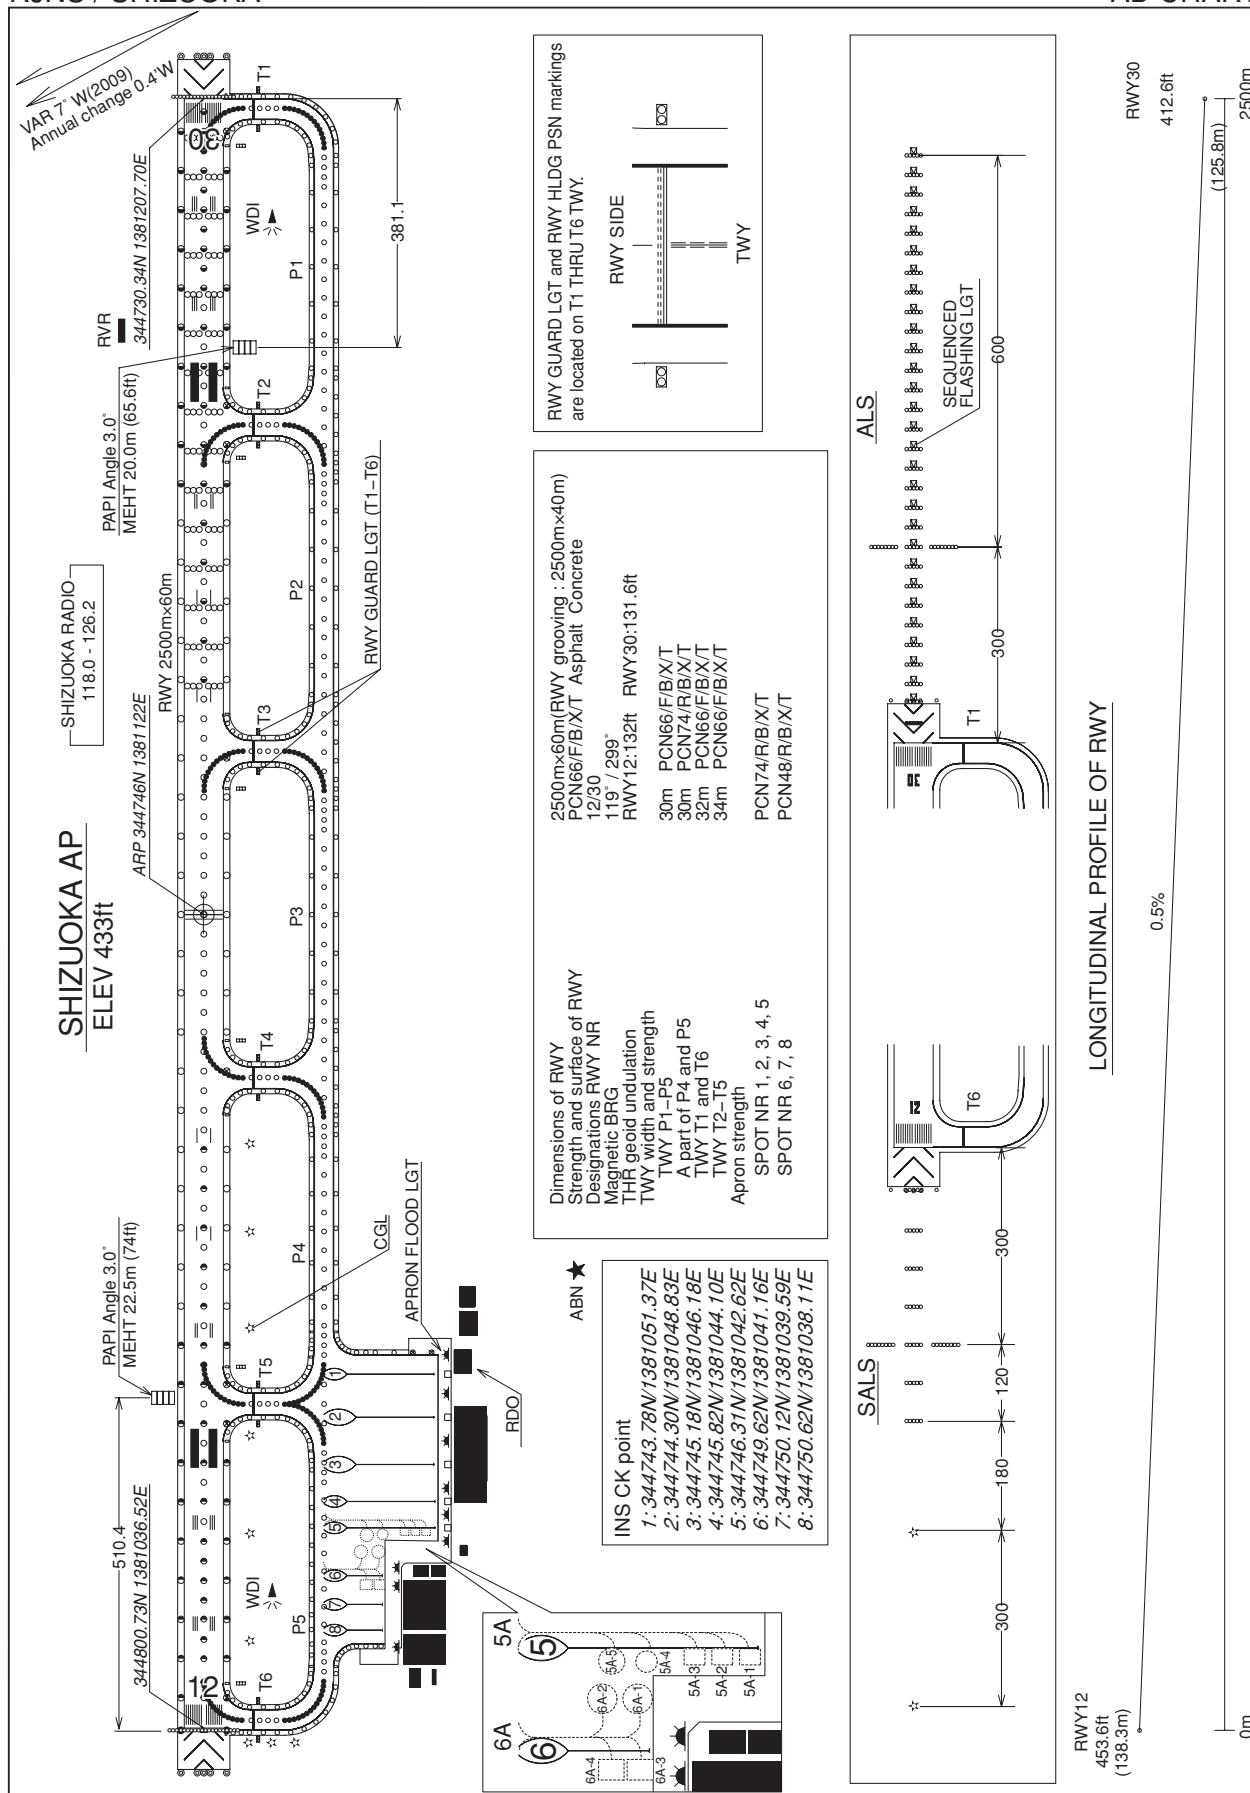 SHIZUOKA AP
ELEV 433ft
SHIZUOKA RADIO
118.0 - 126.2
VAR 7° W(2009)
Annual change 0.4'W
RVR
344730.34N 1381207.70E
PAPI Angle 3.0°
MEHT 20.0m (65.6ft)
RWY 2500m×60m
ARP 344746N 1381122E
PAPI Angle 3.0°
MEHT 22.5m (74ft)
510.4
344800.73N 1381036.52E
12
30
WDI
WDI
T6
T5
T4
T3
T2
T1
P5
P4
P3
P2
P1
381.1
CGL
RWY GUARD LGT (T1-T6)
APRON FLOOD LGT
8
7
6
5
4
3
2
1
RDO
ABN
6A
5A
6
5
6A-4
6A-3
6A-2
6A-1
5A-5
5A-4
5A-3
5A-2
5A-1
INS CK point
1: 344743.78N/1381051.37E
2: 344744.30N/1381048.83E
3: 344745.18N/1381046.18E
4: 344745.82N/1381044.10E
5: 344746.31N/1381042.62E
6: 344749.62N/1381041.16E
7: 344750.12N/1381039.59E
8: 344750.62N/1381038.11E
Dimensions of RWY 2500m×60m(RWY grooving : 2500m×40m)
Strength and surface of RWY PCN66/F/B/X/T Asphalt Concrete
Designations RWY NR 12/30
Magnetic BRG 119° / 299°
THR geoid undulation RWY12:132ft RWY30:131.6ft
TWY width and strength
TWY P1-P5 30m PCN66/F/B/X/T
A part of P4 and P5 30m PCN74/R/B/X/T
TWY T1 and T6 32m PCN66/F/B/X/T
TWY T2-T5 34m PCN66/F/B/X/T
Apron strength
SPOT NR 1, 2, 3, 4, 5 PCN74/R/B/X/T
SPOT NR 6, 7, 8 PCN48/R/B/X/T
RWY GUARD LGT and RWY HLDG PSN markings
are located on T1 THRU T6 TWY.
RWY SIDE
TWY
SALS
ALS
12
30
T6
T1
SEQUENCED
FLASHING LGT
300
180
120
300
300
600
LONGITUDINAL PROFILE OF RWY
RWY12
453.6ft
(138.3m)
0.5%
RWY30
412.6ft
(125.8m)
0m
2500m